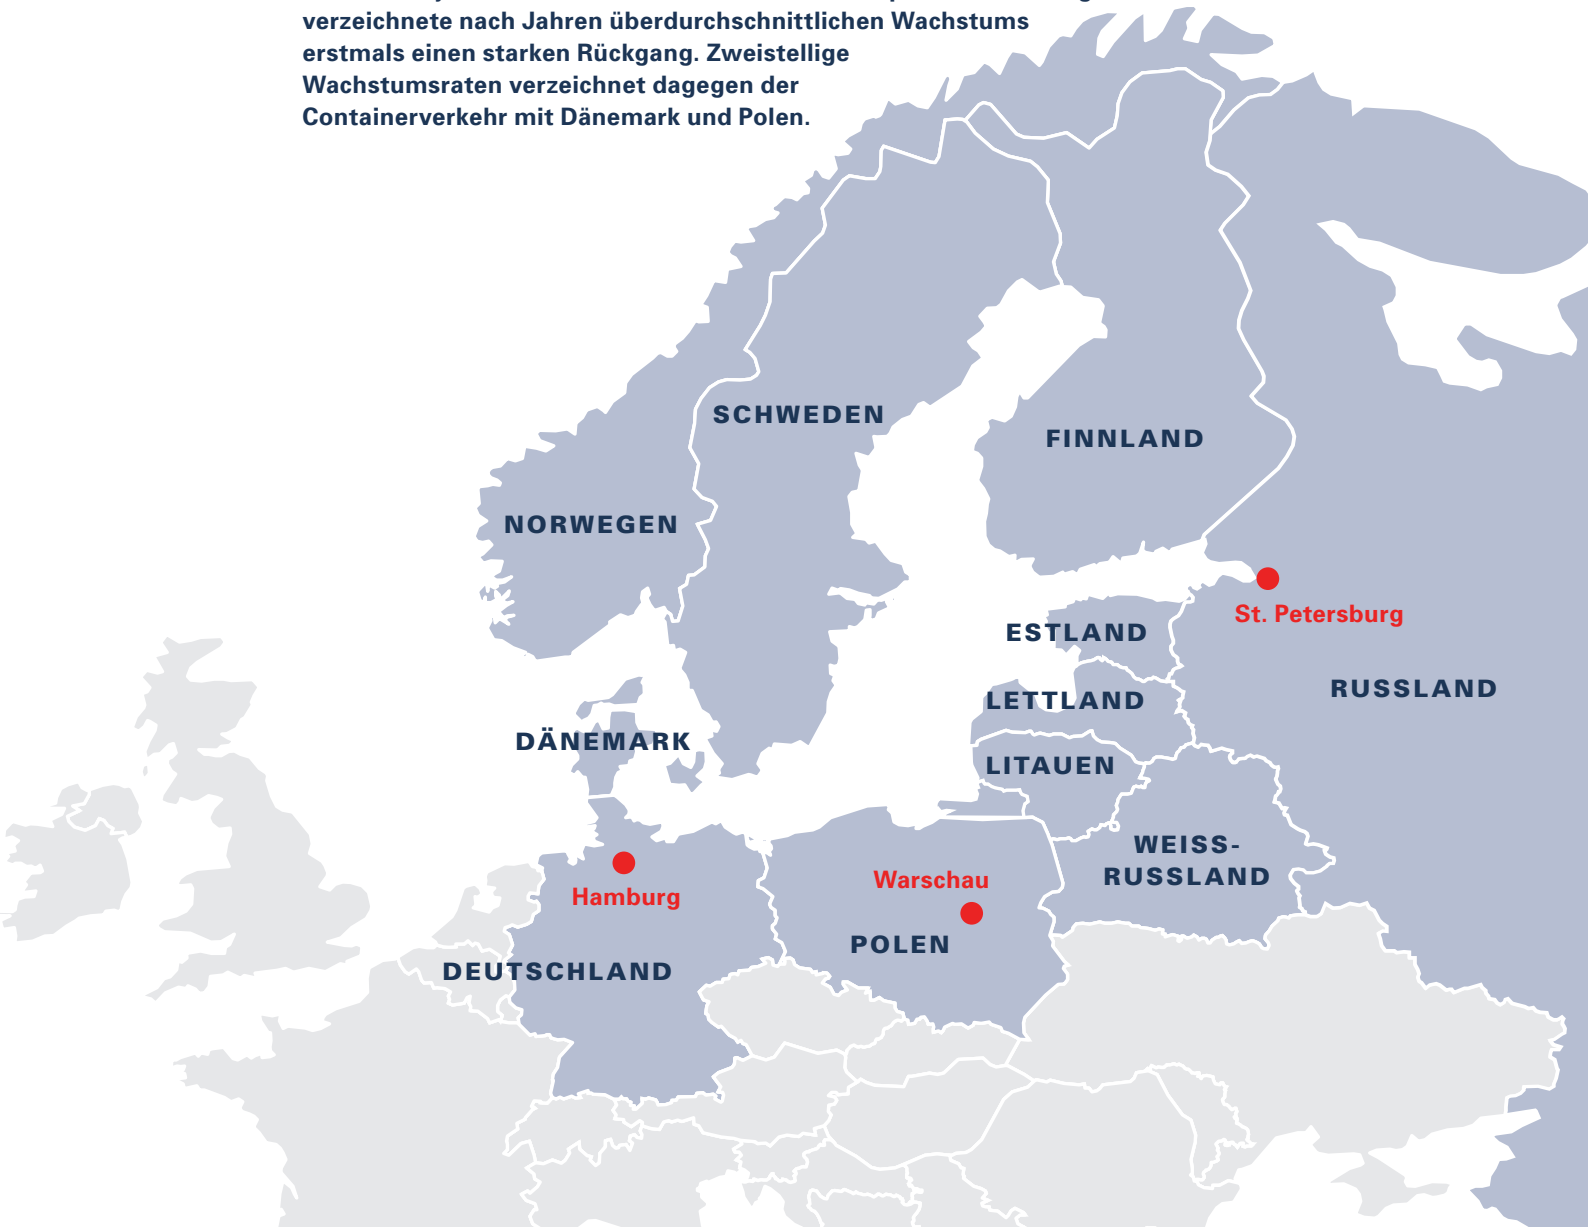 verzeichnete nach Jahren überdurchschnittlichen Wachstums
erstmals einen starken Rückgang. Zweistellige
Wachstumsraten verzeichnet dagegen der
Containerverkehr mit Dänemark und Polen.
SCHWEDEN
FINNLAND
NORWEGEN
St. Petersburg
ESTLAND
RUSSLAND
LETTLAND
DÄNEMARK
LITAUEN
WEISS-
RUSSLAND
Warschau
Hamburg
POLEN
DEUTSCHLAND